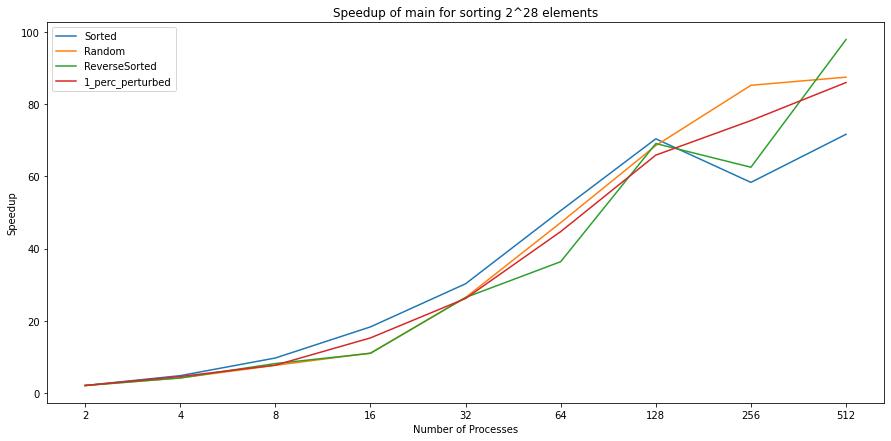 Speedup of main for sorting 2^28 elements
Sorted
Random
ReverseSorted
1_perc_perturbed
Speedup
100
80
60
40
20
0
2 4 8 16 32 64 128 256 512
Number of Processes